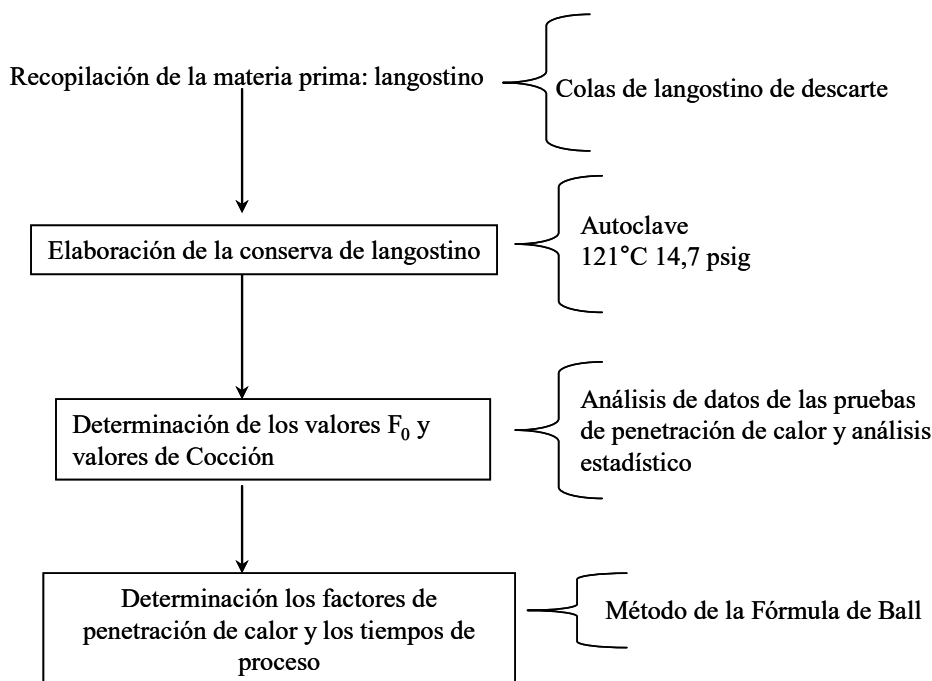 Recopilación de la materia prima: langostino
Colas de langostino de descarte
Elaboración de la conserva de langostino
Autoclave
121°C 14,7 psig
Determinación de los valores F₀ y
valores de Cocción
Análisis de datos de las pruebas
de penetración de calor y análisis
estadístico
Determinación los factores de
penetración de calor y los tiempos de
proceso
Método de la Fórmula de Ball